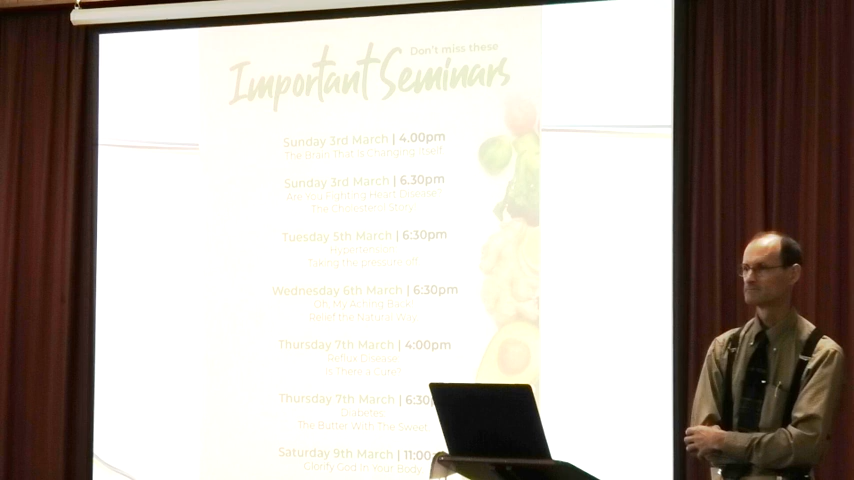 Don't miss these
Important Seminars
Sunday 3rd March | 4.00pm
The Brain That is Changing Itself
Sunday 3rd March | 6.30pm
Are You Fighting Heart Disease?
The Cholesterol Story
Tuesday 5th March | 6:30pm
Hypertension
Taking the pressure off
Wednesday 6th March | 6:30pm
Oh, My Aching Back!
Relief the Natural Way
Thursday 7th March | 4:00pm
Reflux Disease
Is There a Cure?
Thursday 7th March | 6:30p
Diabetes
The Butter With The Sweet
Saturday 9th March | 11:00
Glorify God In Your Body